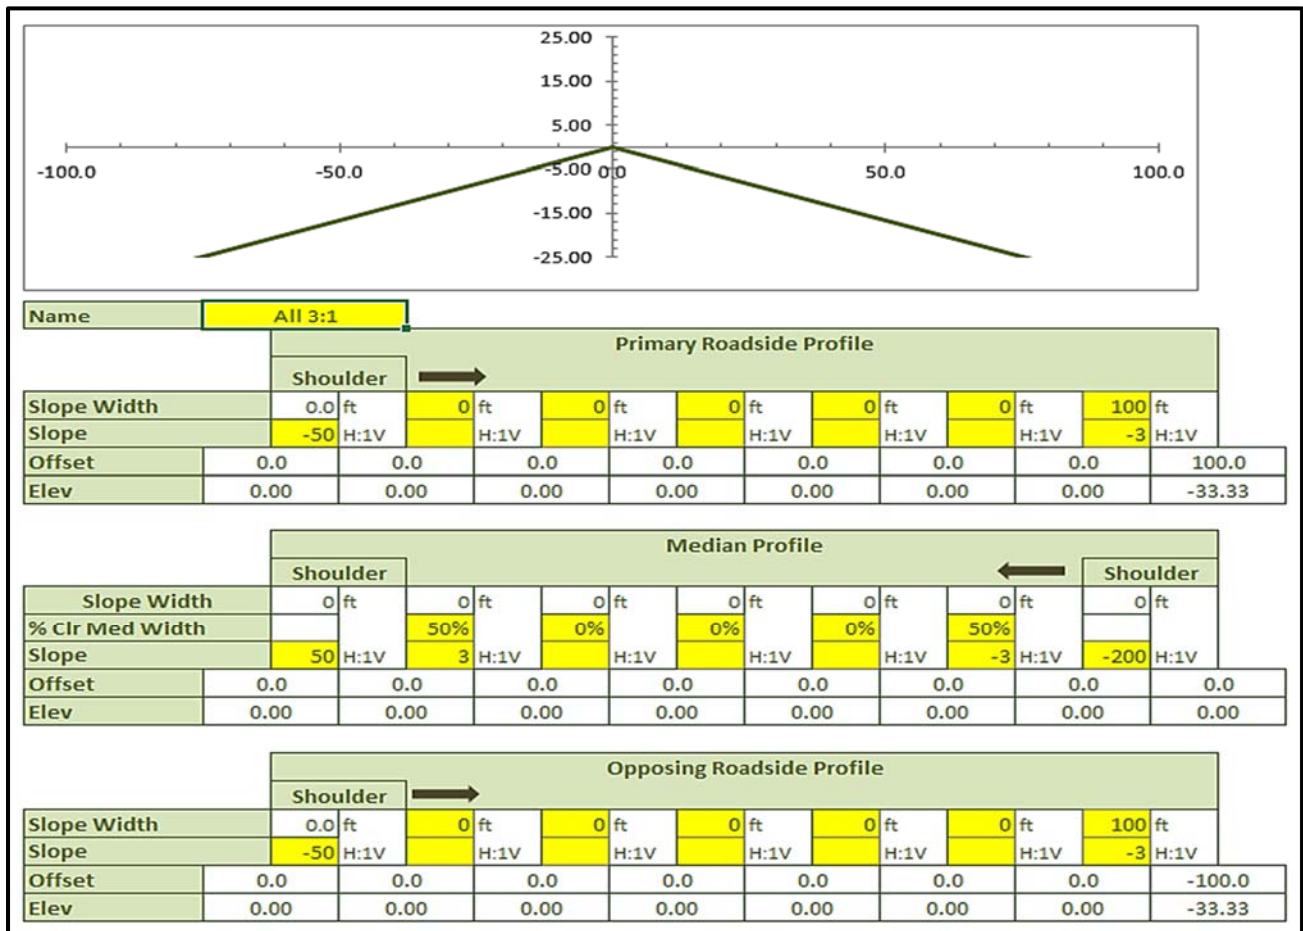 25.00
15.00
5.00
-100.0 -50.0 -5.00 0.0 50.0 100.0
-15.00
-25.00
Name All 3:1
Primary Roadside Profile
Shoulder
Slope Width 0.0 ft 0 ft 0 ft 0 ft 0 ft 0 ft 100 ft
Slope -50 H:1V H:1V H:1V H:1V H:1V H:1V -3 H:1V
Offset 0.0 0.0 0.0 0.0 0.0 0.0 0.0 100.0
Elev 0.00 0.00 0.00 0.00 0.00 0.00 0.00 -33.33
Median Profile
Shoulder Shoulder
Slope Width 0 ft 0 ft 0 ft 0 ft 0 ft 0 ft 0 ft
% Clr Med Width 50% 0% 0% 0% 50%
Slope 50 H:1V 3 H:1V H:1V H:1V H:1V -3 H:1V -200 H:1V
Offset 0.0 0.0 0.0 0.0 0.0 0.0 0.0 0.0
Elev 0.00 0.00 0.00 0.00 0.00 0.00 0.00 0.00
Opposing Roadside Profile
Shoulder
Slope Width 0.0 ft 0 ft 0 ft 0 ft 0 ft 0 ft 100 ft
Slope -50 H:1V H:1V H:1V H:1V H:1V H:1V -3 H:1V
Offset 0.0 0.0 0.0 0.0 0.0 0.0 0.0 -100.0
Elev 0.00 0.00 0.00 0.00 0.00 0.00 0.00 -33.33